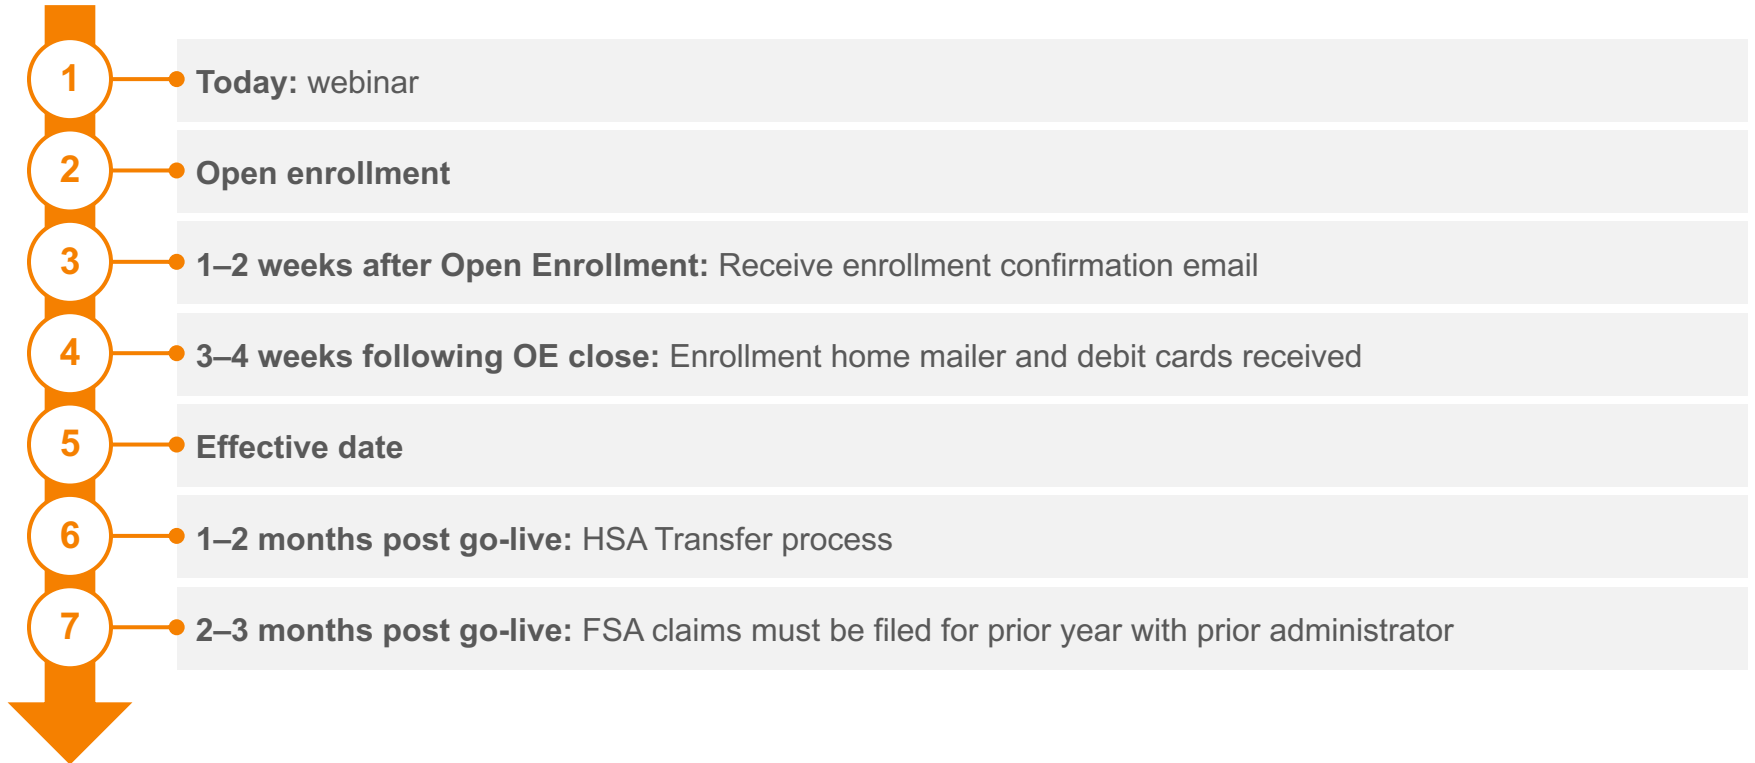 1
Today: webinar
2
Open enrollment
3
1–2 weeks after Open Enrollment: Receive enrollment confirmation email
4
3–4 weeks following OE close: Enrollment home mailer and debit cards received
5
Effective date
6
1–2 months post go-live: HSA Transfer process
7
2–3 months post go-live: FSA claims must be filed for prior year with prior administrator